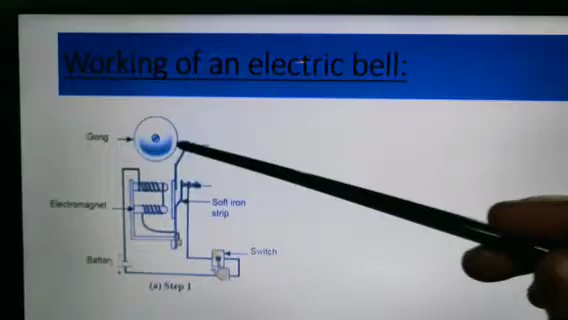 Working of an electric bell:
Gong
Electromagnet
Soft iron
strip
Battery
Switch
(a) Step 1